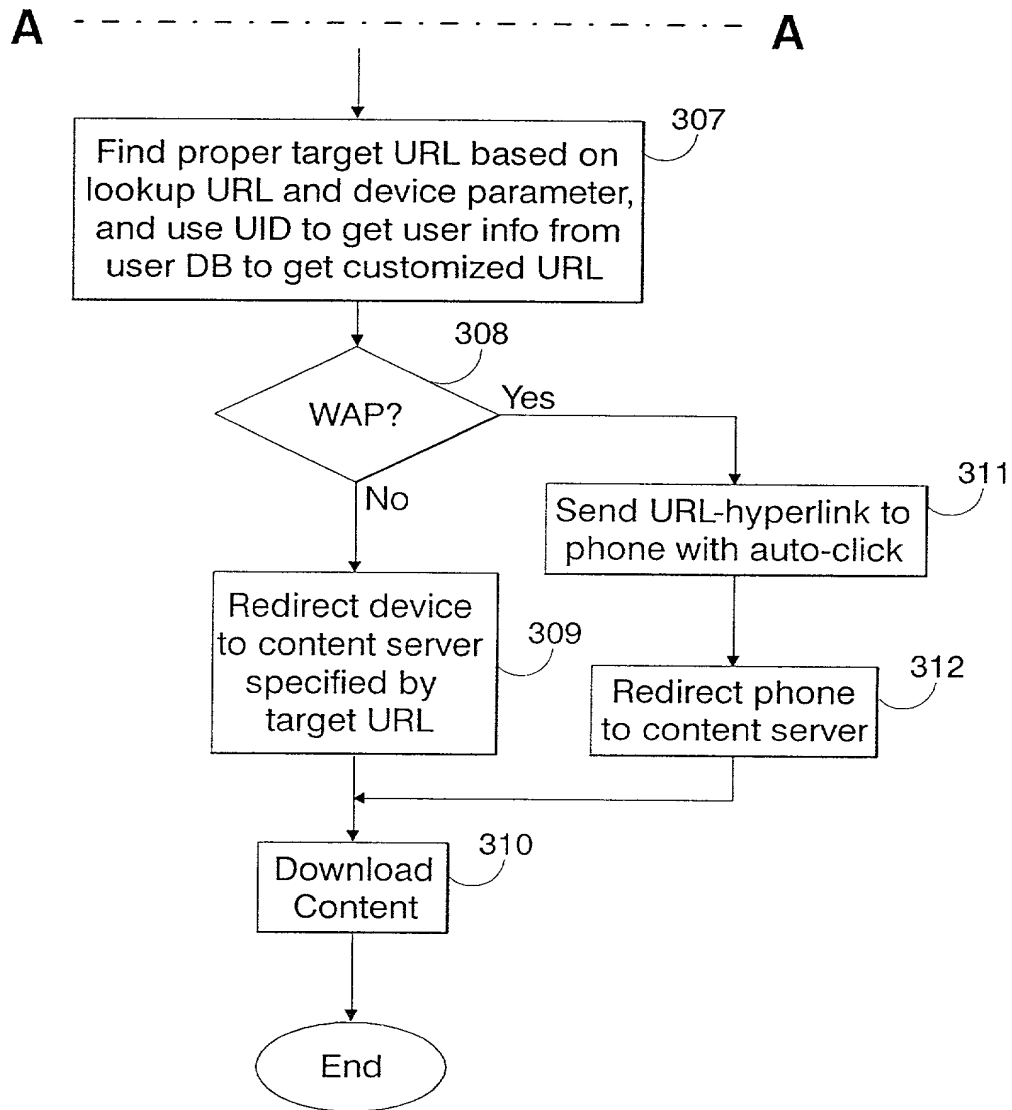 A A
307
Find proper target URL based on
lookup URL and device parameter,
and use UID to get user info from
user DB to get customized URL
308
WAP?
Yes
No
311
Send URL-hyperlink to
phone with auto-click
Redirect device
to content server
specified by
target URL
309
312
Redirect phone
to content server
310
Download
Content
End